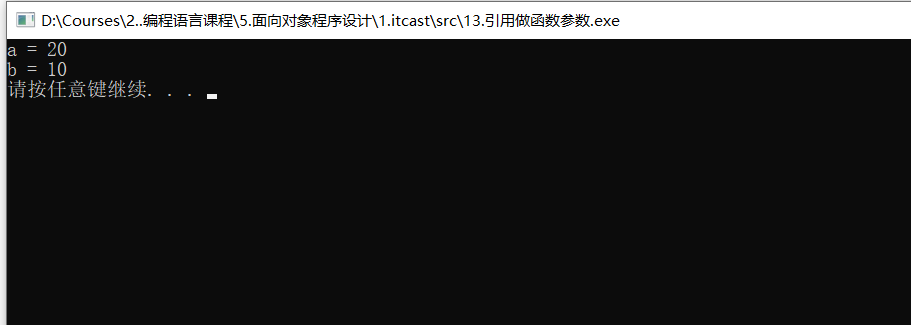 D:\Courses\2..编程语言课程\5.面向对象程序设计\1.itcast\src\13.引用做函数参数.exe
a = 20
b = 10
请按任意键继续. . .